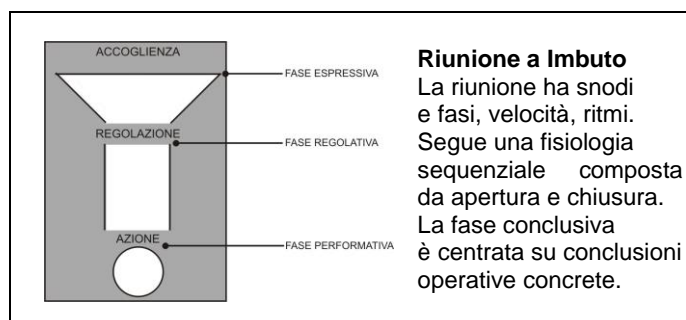 ACCOGLIENZA
FASE ESPRESSIVA
REGOLAZIONE
FASE REGOLATIVA
AZIONE
FASE PERFORMATIVA
Riunione a Imbuto
La riunione ha snodi
e fasi, velocità, ritmi.
Segue una fisiologia
sequenziale composta
da apertura e chiusura.
La fase conclusiva
è centrata su conclusioni
operative concrete.